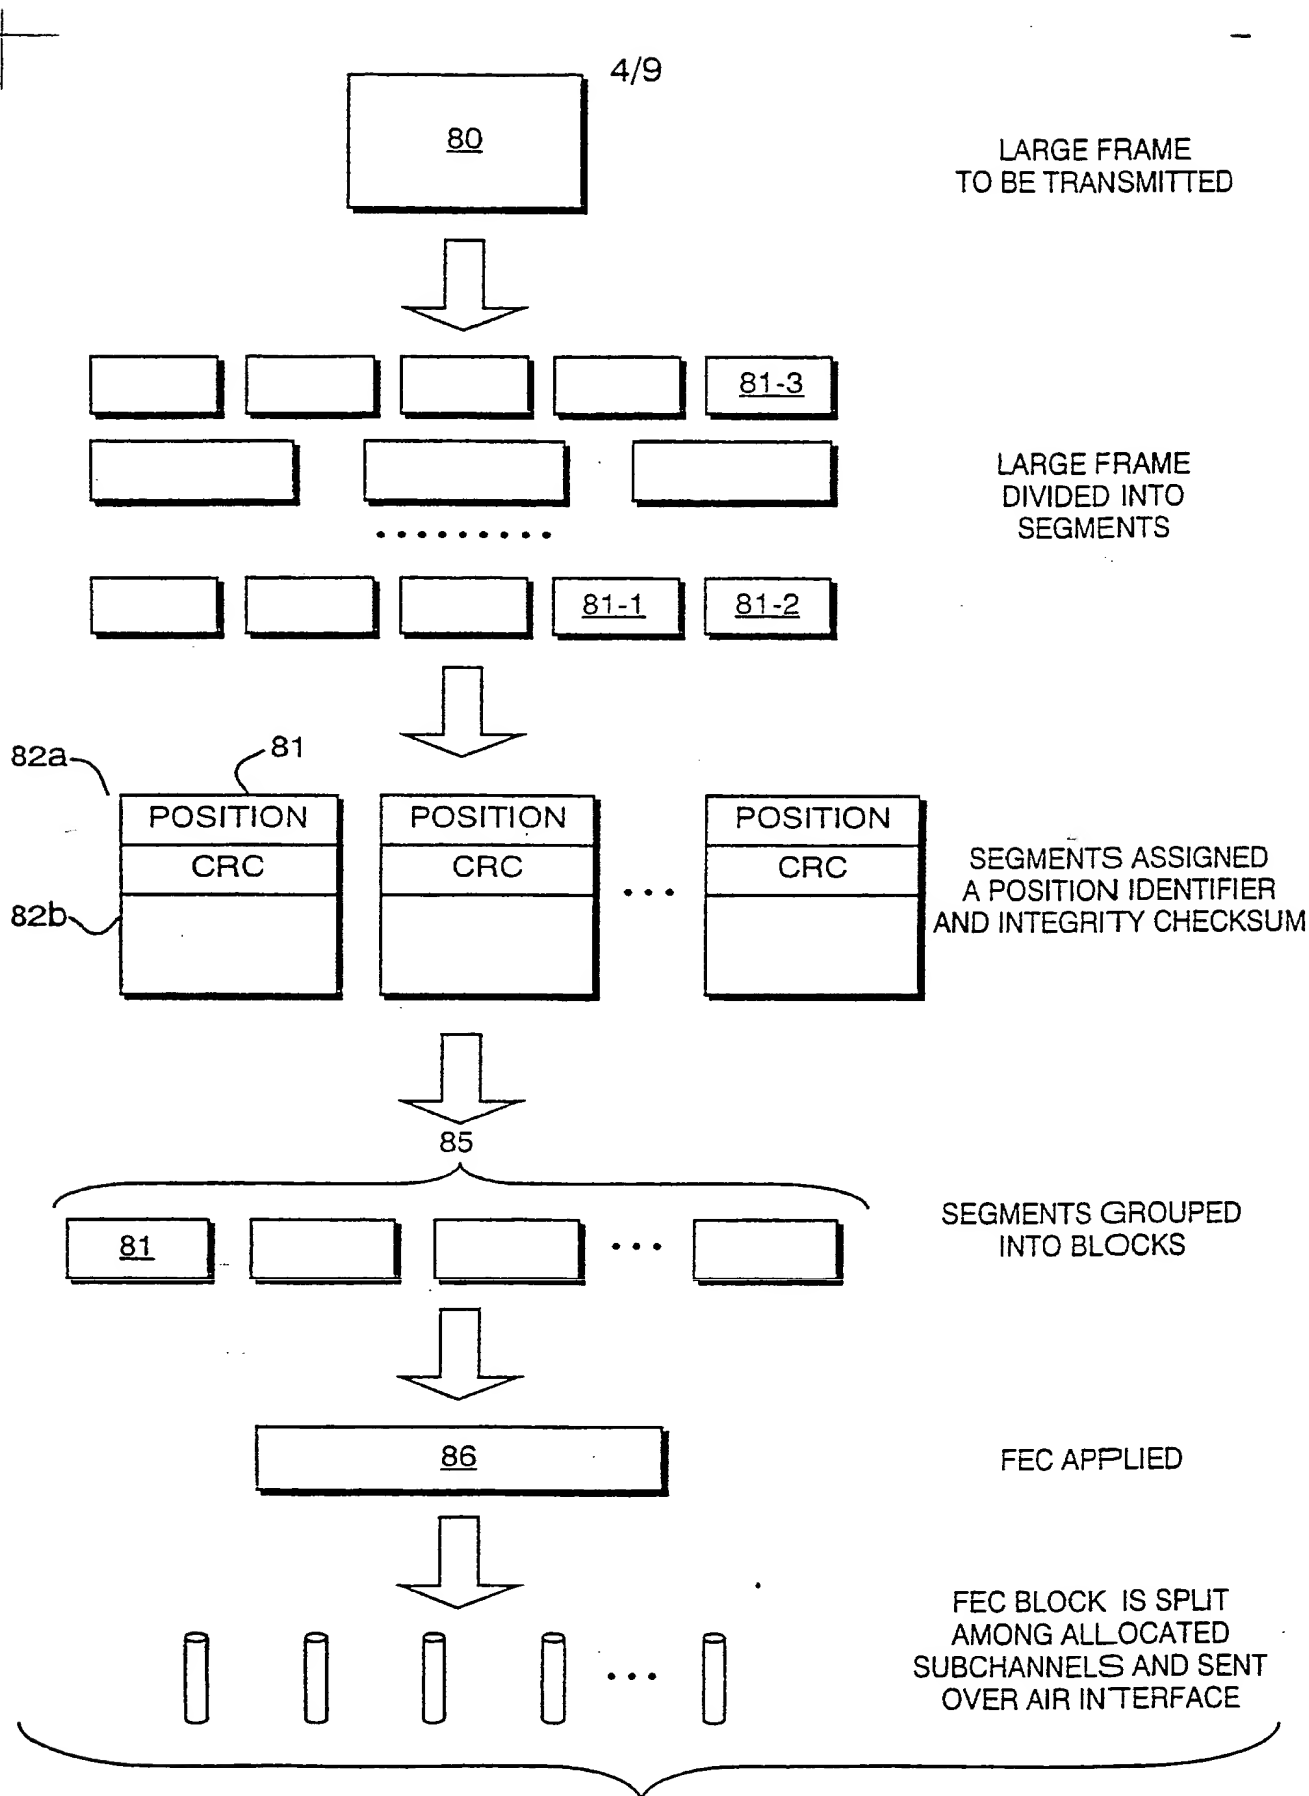 4/9
80
LARGE FRAME
TO BE TRANSMITTED
81-3
LARGE FRAME
DIVIDED INTO
SEGMENTS
81-1
81-2
82a
81
POSITION
POSITION
POSITION
CRC
CRC
CRC
82b
SEGMENTS ASSIGNED
A POSITION IDENTIFIER
AND INTEGRITY CHECKSUM
85
81
SEGMENTS GROUPED
INTO BLOCKS
86
FEC APPLIED
FEC BLOCK IS SPLIT
AMONG ALLOCATED
SUBCHANNELS AND SENT
OVER AIR INTERFACE